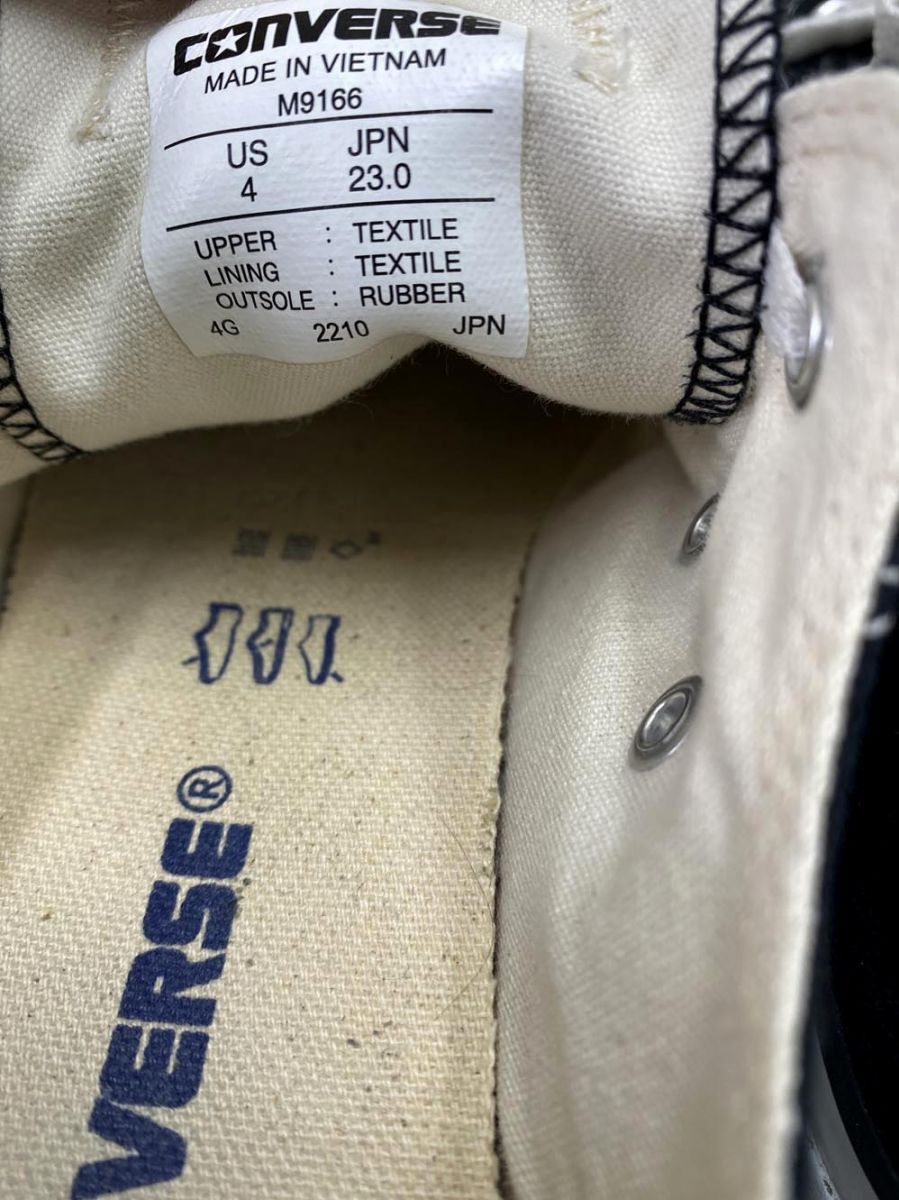 CONVERSE
MADE IN VIETNAM
M9166
US JPN
4 23.0
UPPER : TEXTILE
LINING : TEXTILE
OUTSOLE : RUBBER
4G 2210 JPN
VERSE®